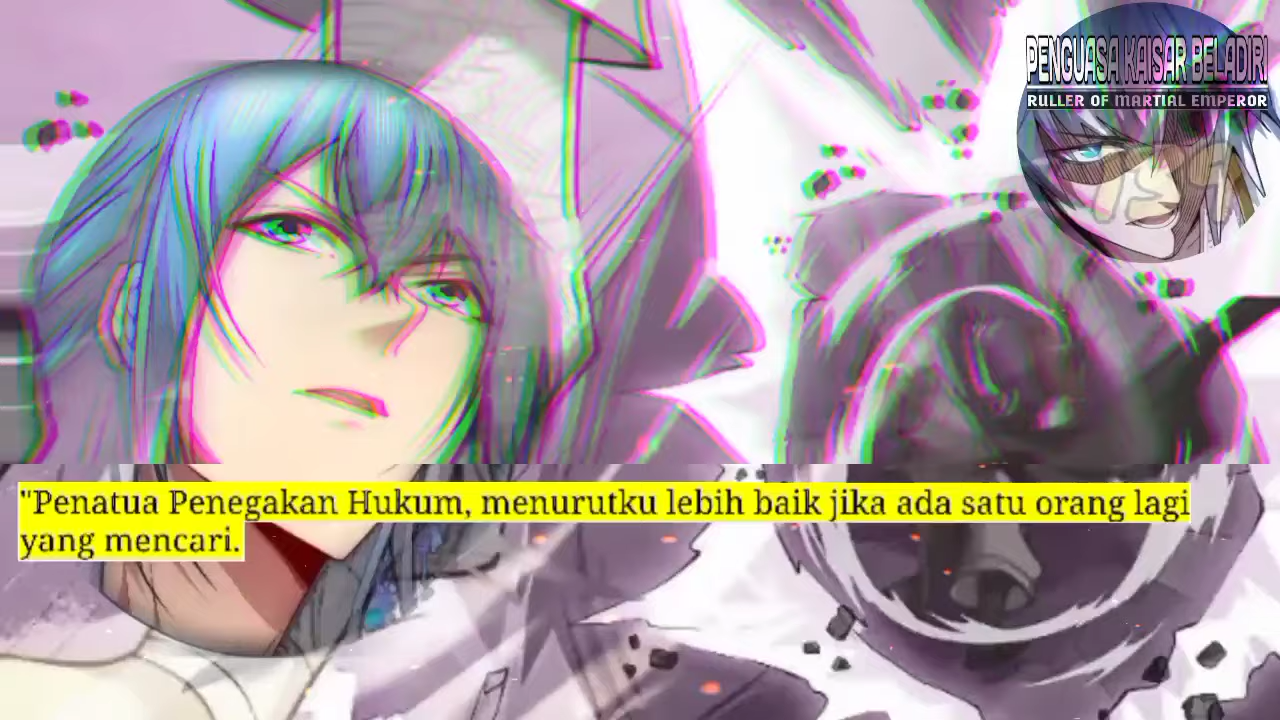 PENGUASA KAISAR BELADIRI
RULLER OF MARTIAL EMPEROR
"Penatua Penegakan Hukum, menurutku lebih baik jika ada satu orang lagi
yang mencari.